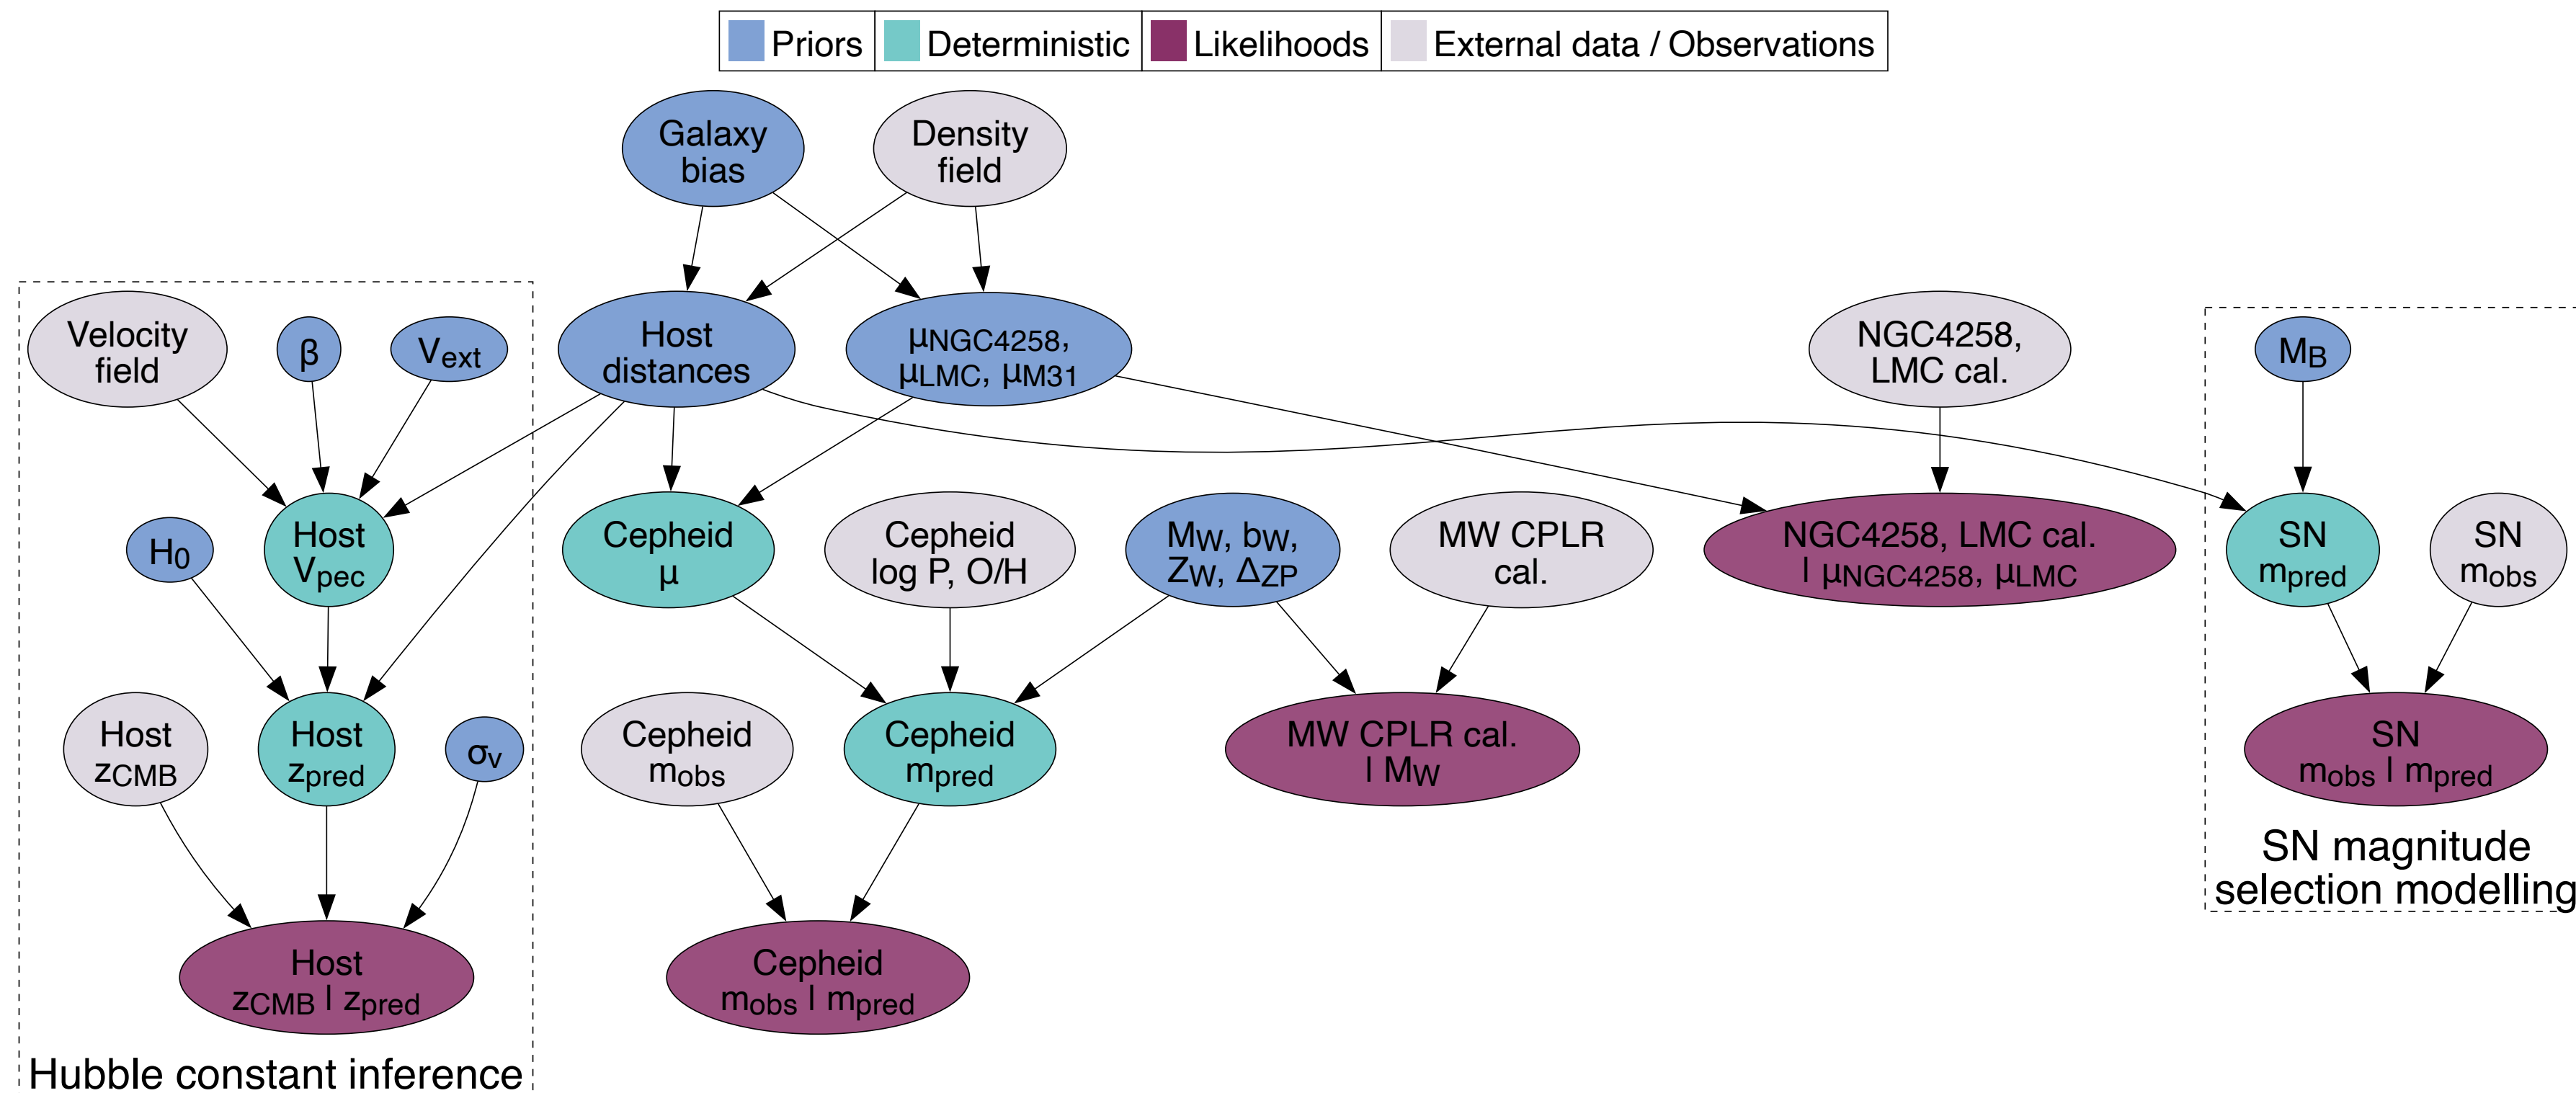 Priors
Deterministic
Likelihoods
External data / Observations
Galaxy
bias
Density
field
Velocity
field
β
Vext
Host
distances
μNGC4258,
μLMC, μM31
NGC4258,
LMC cal.
MB
H0
Host
Vpec
Cepheid
μ
Cepheid
log P, O/H
MW, bW,
ZW, ΔZP
MW CPLR
cal.
NGC4258, LMC cal.
| μNGC4258, μLMC
SN
mpred
SN
mobs
Host
zCMB
Host
zpred
σv
Cepheid
mobs
Cepheid
mpred
MW CPLR cal.
| MW
SN
mobs | mpred
SN magnitude
selection modelling
Host
zCMB | zpred
Cepheid
mobs | mpred
Hubble constant inference